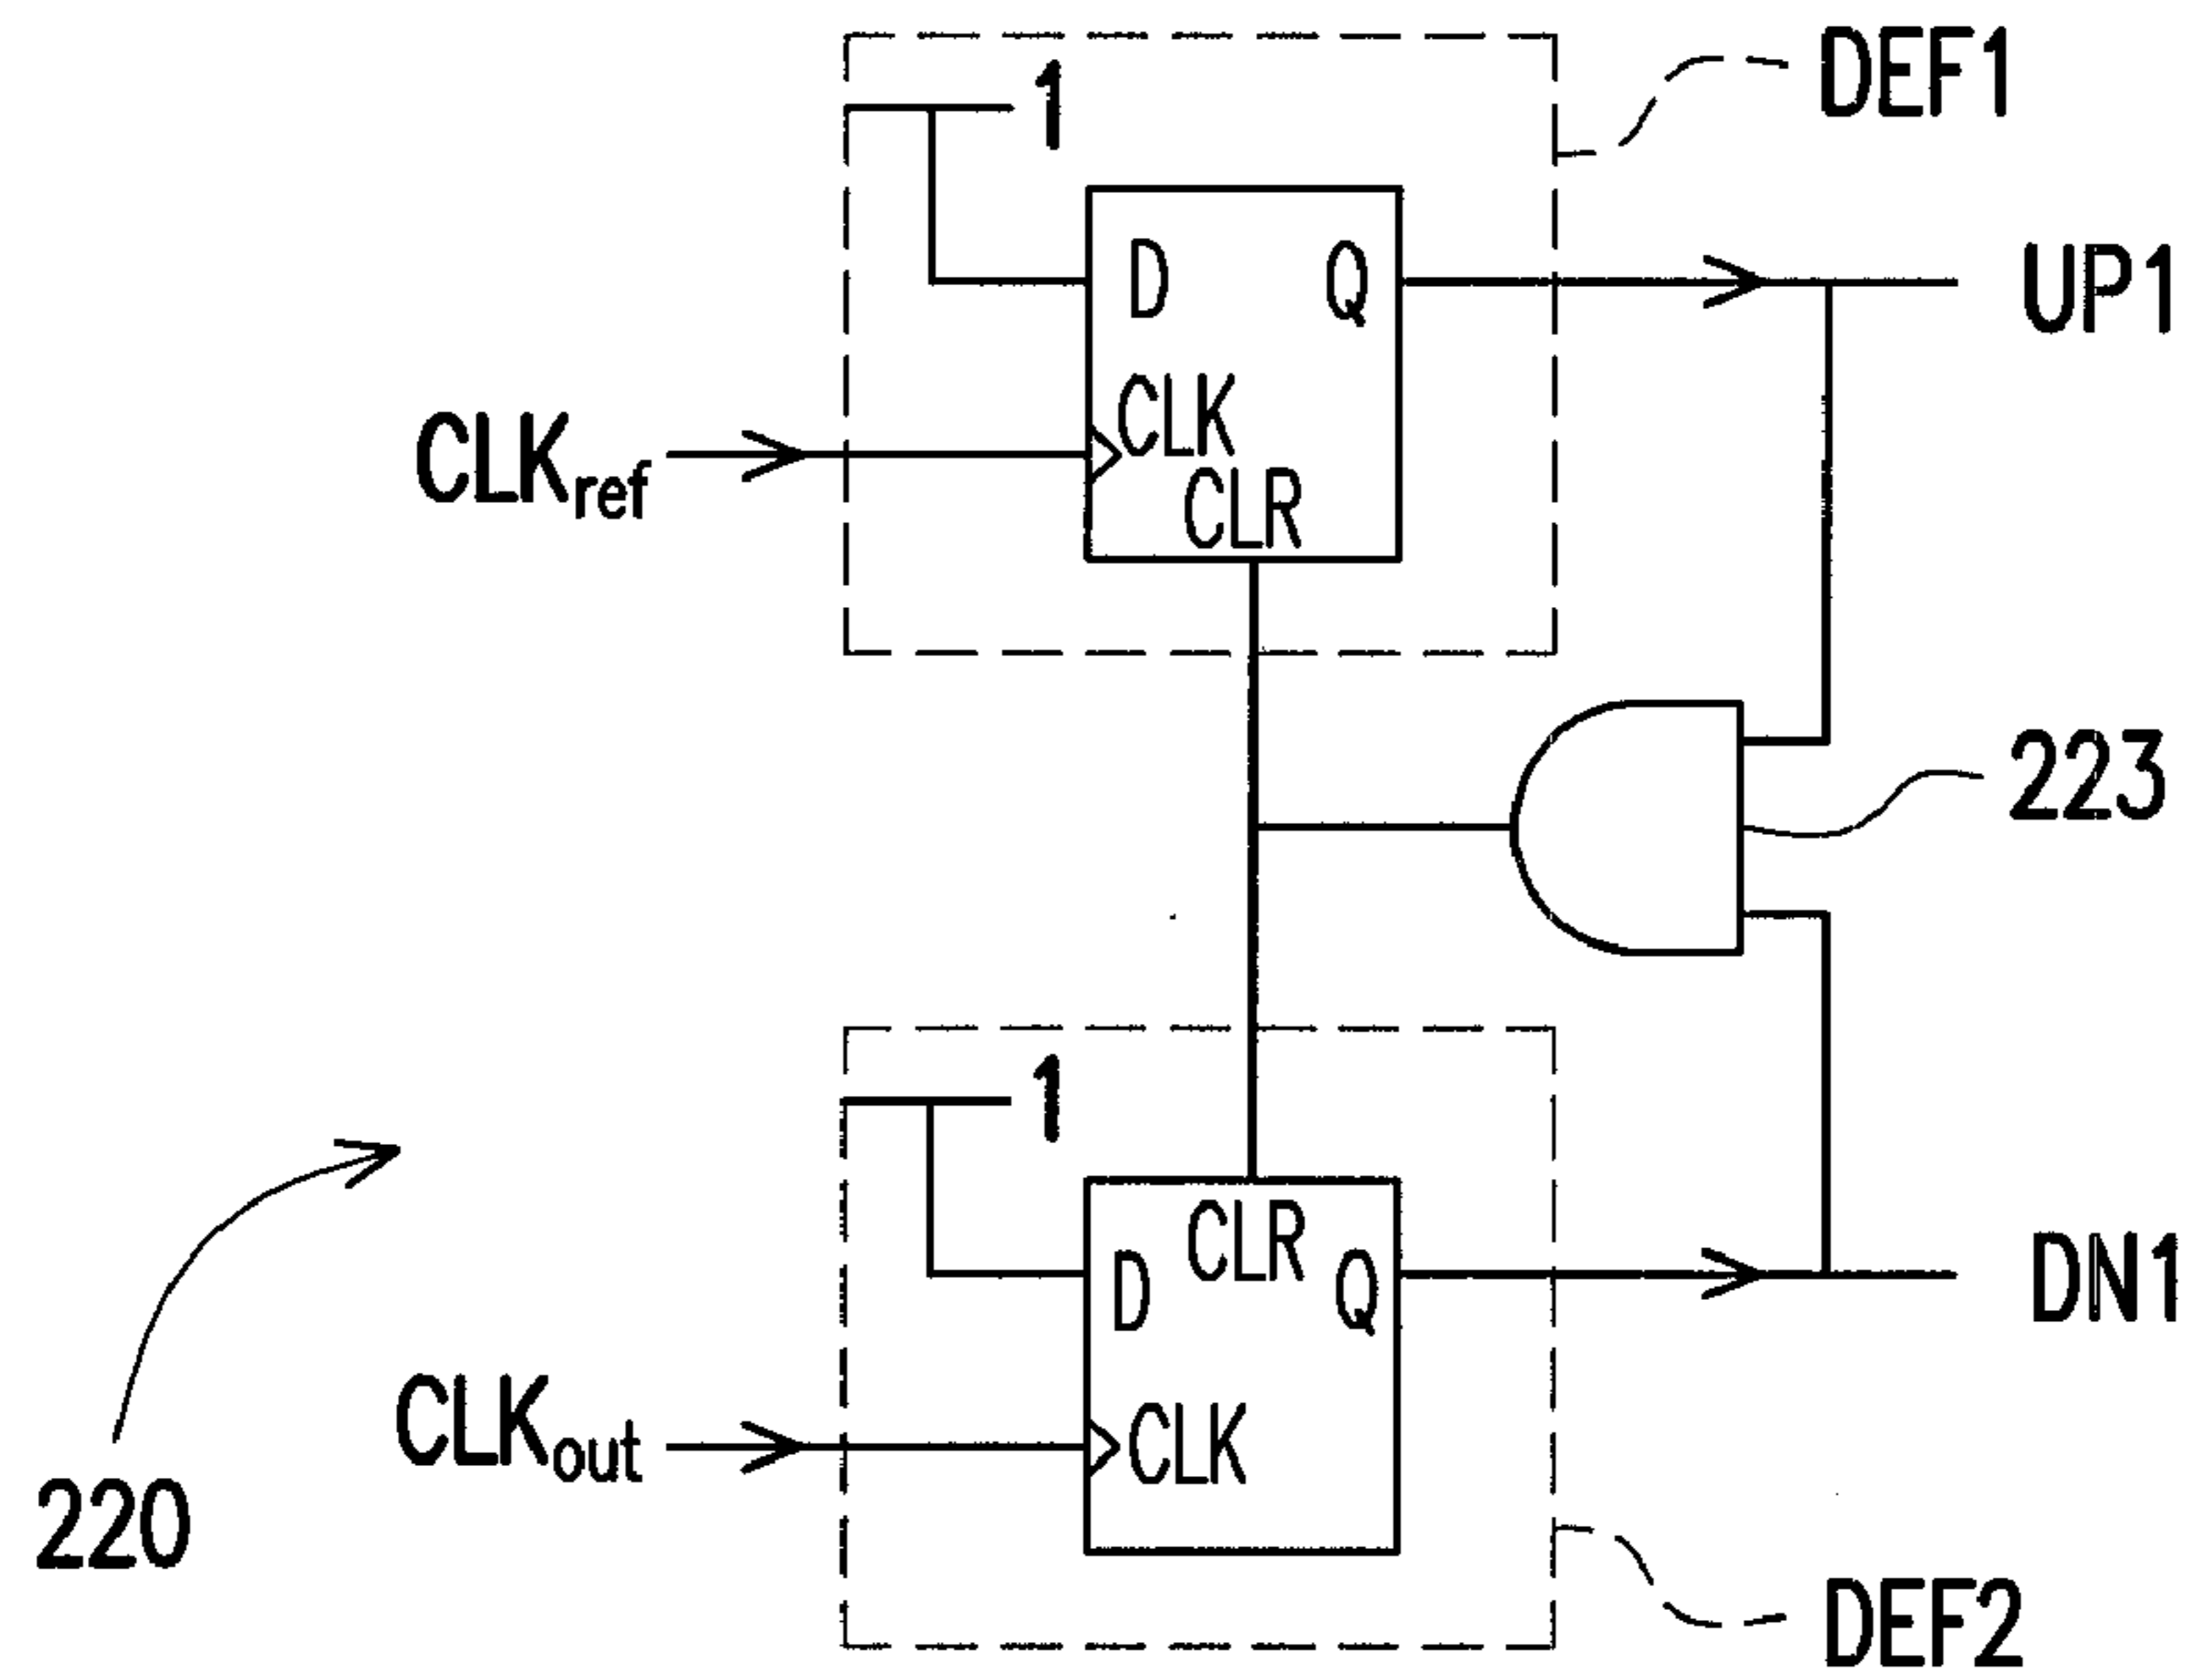 DEF1
1
D
Q
UP1
CLK
CLKref
CLR
223
1
CLR
D
Q
DN1
CLK
CLKout
220
DEF2